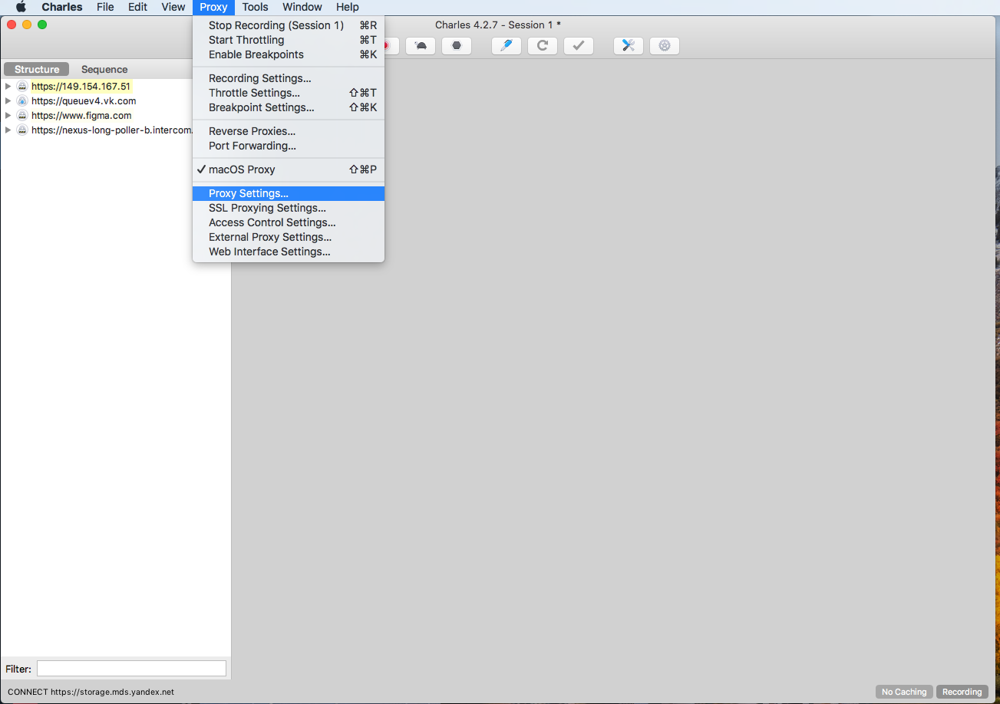 Charles File Edit View Proxy Tools Window Help
Charles 4.2.7 - Session 1 *
Stop Recording (Session 1) ⌘R
Start Throttling ⌘T
Enable Breakpoints ⌘K
Recording Settings...
Throttle Settings... ⇧⌘T
Breakpoint Settings... ⇧⌘K
Reverse Proxies...
Port Forwarding...
✓ macOS Proxy ⇧⌘P
Proxy Settings...
SSL Proxying Settings...
Access Control Settings...
External Proxy Settings...
Web Interface Settings...
Structure Sequence
https://149.154.167.51
https://queuev4.vk.com
https://www.figma.com
https://nexus-long-poller-b.intercom.
Filter:
CONNECT https://storage.mds.yandex.net
No Caching Recording